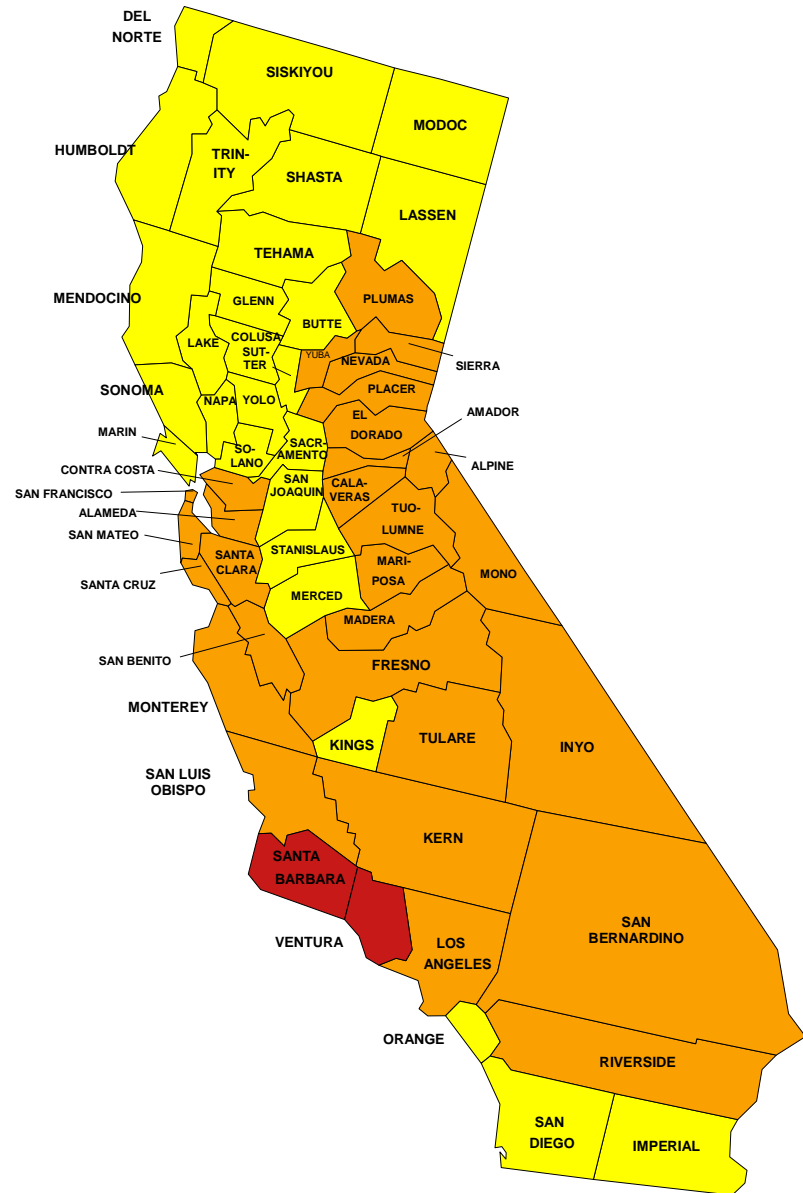 DEL
NORTE
SISKIYOU
MODOC
HUMBOLDT
TRIN-
ITY
SHASTA
LASSEN
TEHAMA
PLUMAS
MENDOCINO
GLENN
BUTTE
LAKE
COLUSA
SUT-
TER
YUBA
NEVADA
SIERRA
PLACER
SONOMA
NAPA
YOLO
AMADOR
EL
DORADO
MARIN
SO-
LANO
SACR-
AMENTO
ALPINE
CONTRA COSTA
SAN
JOAQUIN
CALA-
VERAS
SAN FRANCISCO
ALAMEDA
TUO-
LUMNE
SAN MATEO
STANISLAUS
SANTA
CLARA
MARI-
POSA
MONO
SANTA CRUZ
MERCED
MADERA
SAN BENITO
FRESNO
MONTEREY
KINGS
TULARE
INYO
SAN LUIS
OBISPO
KERN
SANTA
BARBARA
SAN
BERNARDINO
VENTURA
LOS
ANGELES
ORANGE
RIVERSIDE
SAN
DIEGO
IMPERIAL